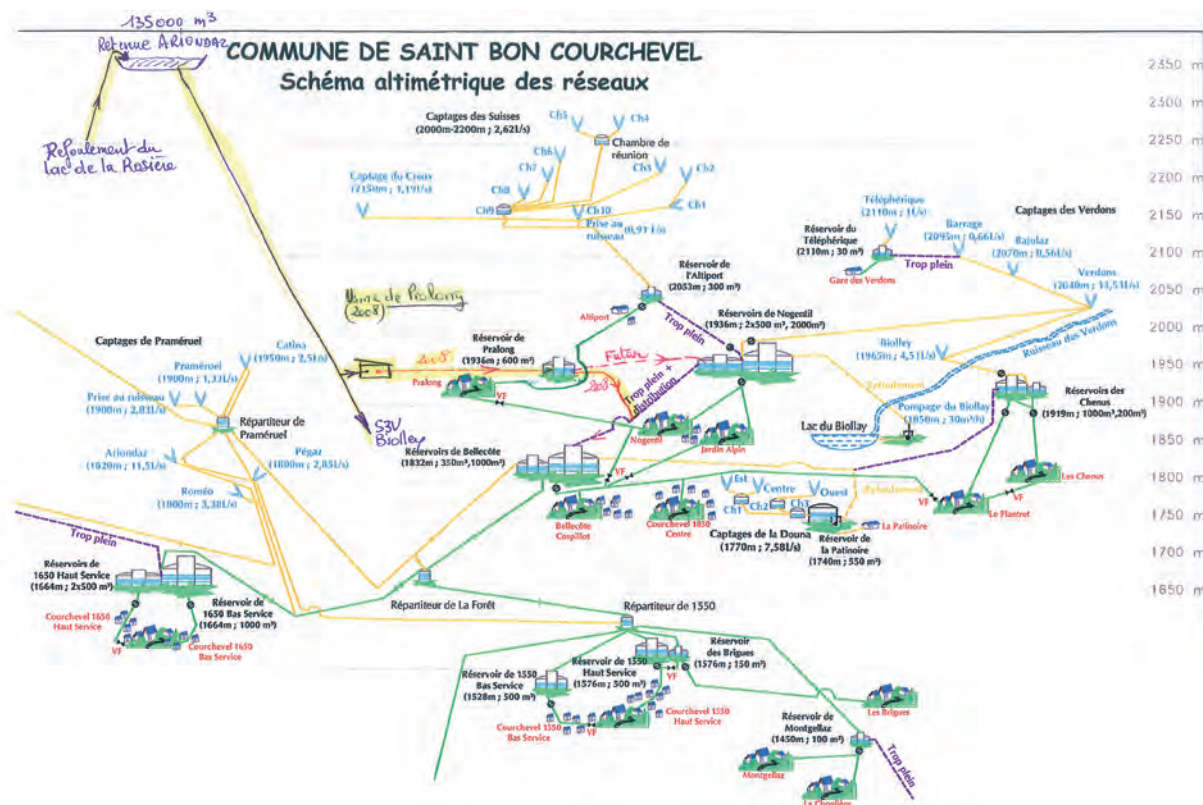 135000 m³
Retenue ARIONDAZ
COMMUNE DE SAINT BON COURCHEVEL
Schéma altimétrique des réseaux
Refoulement du
lac de la Rosière
2350 m
2300 m
2250 m
2200 m
2150 m
2100 m
2050 m
2000 m
1950 m
1900 m
1850 m
1800 m
1750 m
1700 m
1650 m
Captages des Suisses
(2000m-2200m ; 2,62l/s)
Ch5
Ch4
Chambre de
réunion
Ch6
Ch7
Ch3
Ch2
Ch8
Ch9
Ch10
Ch1
Captage du Creux
(2150m ; 1,19l/s)
Prise au
ruisseau
(0,91 l/s)
Téléphérique
(2110m ; 1l/s)
Captages des Verdons
Réservoir du
Téléphérique
(2110m ; 30 m³)
Barrage
(2095m ; 0,66l/s)
Trop plein
Bajulaz
(2070m ; 0,56l/s)
Gare des Verdons
Verdons
(2040m ; 11,53l/s)
Réservoir de
l'Altiport
(2053m ; 300 m³)
Altiport
Trop plein
Usine de Pralong
(2008)
Réservoirs de Nogentil
(1936m ; 2x500 m³, 2000m³)
Ruisseau des Verdons
Biolley
(1965m ; 4,51l/s)
Réservoir de
Pralong
(1936m ; 600 m³)
2008
Futur
2008
Pralong
VF
Trop plein +
distribution
Refoulement
Pompage du Biollay
(1850m ; 30m³/h)
Lac du Biollay
Réservoirs des
Chenus
(1919m ; 1000m³,200m³)
Captages de Praméruel
Catina
(1950m ; 2,5l/s)
Praméruel
(1900m ; 1,33l/s)
Prise au ruisseau
(1900m ; 2,83l/s)
Répartiteur de
Praméruel
Pégaz
(1800m ; 2,85l/s)
Ariondaz
(1820m ; 11,5l/s)
Roméo
(1800m ; 3,38l/s)
S3V
Biolley
Nogentil
Jardin Alpin
Réservoirs de Bellecôte
(1832m ; 350m³,1000m³)
VF
Bellecôte
Cospillot
Courchevel 1850
Centre
Est
Centre
Ouest
Ch1
Ch2
Ch3
Captages de la Douna
(1770m ; 7,58l/s)
Refoulement
Réservoir de
la Patinoire
(1740m ; 550 m³)
La Patinoire
VF
Le Plantret
VF
Les Chenus
Trop plein
Réservoirs de
1650 Haut Service
(1664m ; 2x500 m³)
Réservoir de
1650 Bas Service
(1664m ; 1000 m³)
Courchevel 1650
Haut Service
VF
Courchevel 1650
Bas Service
Répartiteur de La Forêt
Répartiteur de 1550
Réservoir
des Brigues
(1576m ; 150 m³)
Réservoir de 1550
Haut Service
(1576m ; 500 m³)
VF
Réservoir de 1550
Bas Service
(1528m ; 500 m³)
Courchevel 1550
Bas Service
VF
Courchevel 1550
Haut Service
Les Brigues
Réservoir de
Montgellaz
(1450m ; 100 m³)
Montgellaz
Trop plein